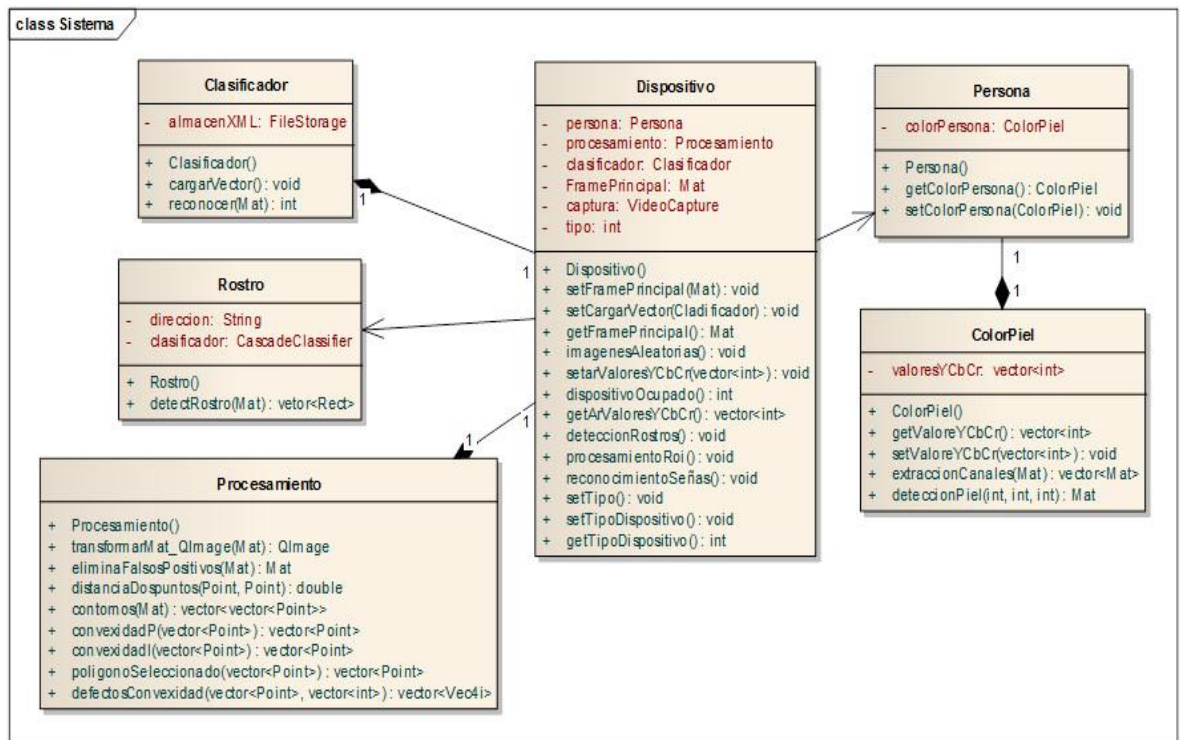 class Sistema
Clasificador
- almacenXML: FileStorage
+ Clasificador()
+ cargarVector() : void
+ reconocer(Mat) : int
1
Rostro
- direccion: String
- clasificador: CascadeClassifier
+ Rostro()
+ detectRostro(Mat) : vetor<Rect>
Procesamiento
+ Procesamiento()
+ transformarMat_QImage(Mat) : QImage
+ eliminaFalsosPositivos(Mat) : Mat
+ distanciaDospuntos(Point, Point) : double
+ contornos(Mat) : vector<vector<Point>>
+ convexidadP(vector<Point>) : vector<Point>
+ convexidadI(vector<Point>) : vector<Point>
+ poligonoSeleccionado(vector<Point>) : vector<Point>
+ defectosConvexidad(vector<Point>, vector<int>) : vector<Vec4i>
1
Dispositivo
- persona: Persona
- procesamiento: Procesamiento
- clasificador: Clasificador
- FramePrincipal: Mat
- captura: VideoCapture
- tipo: int
1
+ Dispositivo()
+ setFramePrincipal(Mat) : void
+ setCargarVector(Cladificador) : void
+ getFramePrincipal() : Mat
+ imagenesAleatorias() : void
+ setarValoresYCbCr(vector<int>) : void
+ dispositivoOcupado() : int
+ getArValoresYCbCr() : vector<int>
+ deteccionRostros() : void
+ procesamientoRoi() : void
+ reconocimientoSeñas() : void
+ setTipo() : void
+ setTipoDispositivo() : void
+ getTipoDispositivo() : int
1
Persona
- colorPersona: ColorPiel
+ Persona()
+ getColorPersona() : ColorPiel
+ setColorPersona(ColorPiel) : void
1
1
ColorPiel
- valoresYCbCr: vector<int>
+ ColorPiel()
+ getValoreYCbCr() : vector<int>
+ setValoreYCbCr(vector<int>) : void
+ extraccionCanales(Mat) : vector<Mat>
+ deteccionPiel(int, int, int) : Mat